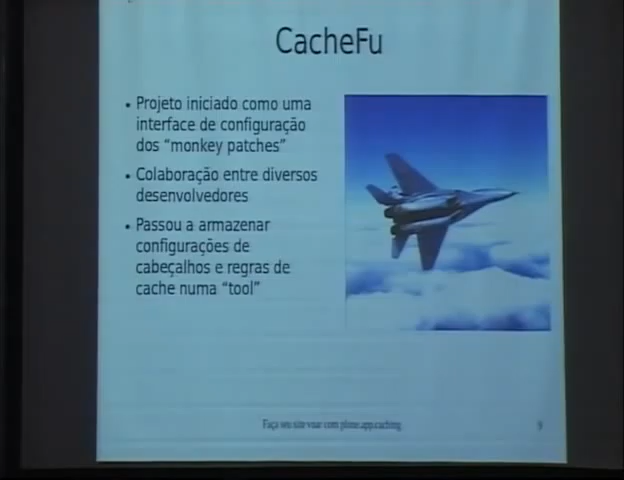 CacheFu
• Projeto iniciado como uma
interface de configuração
dos “monkey patches”
• Colaboração entre diversos
desenvolvedores
• Passou a armazenar
configurações de
cabeçalhos e regras de
cache numa “tool”
Faça seu site voar com plone.app.caching
9